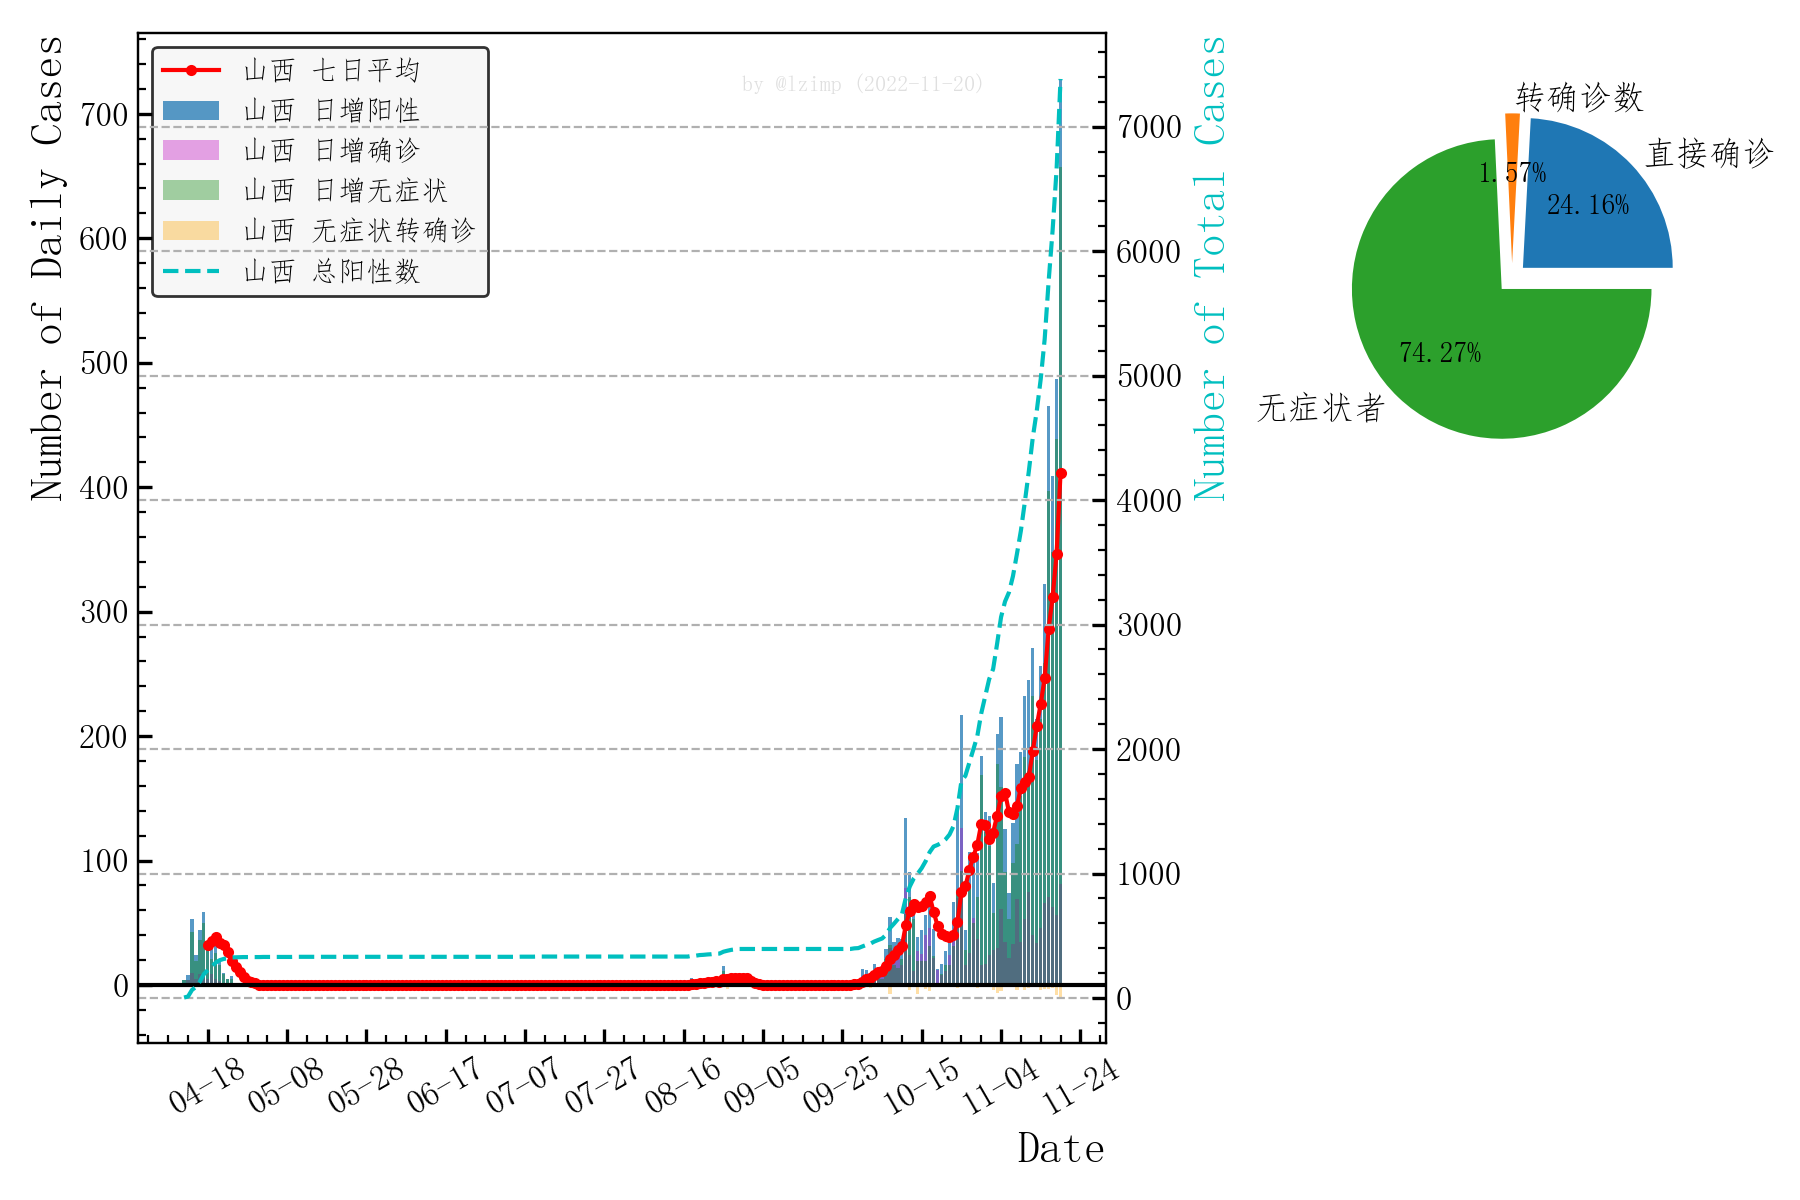 山西 七日平均
山西 日增阳性
山西 日增确诊
山西 日增无症状
山西 无症状转确诊
山西 总阳性数
by @lzimp (2022-11-20)
Number of Daily Cases
700
600
500
400
300
200
100
0
Number of Total Cases
7000
6000
5000
4000
3000
2000
1000
0
04-18
05-08
05-28
06-17
07-07
07-27
08-16
09-05
09-25
10-15
11-04
11-24
Date
转确诊数
直接确诊
1.57%
24.16%
74.27%
无症状者